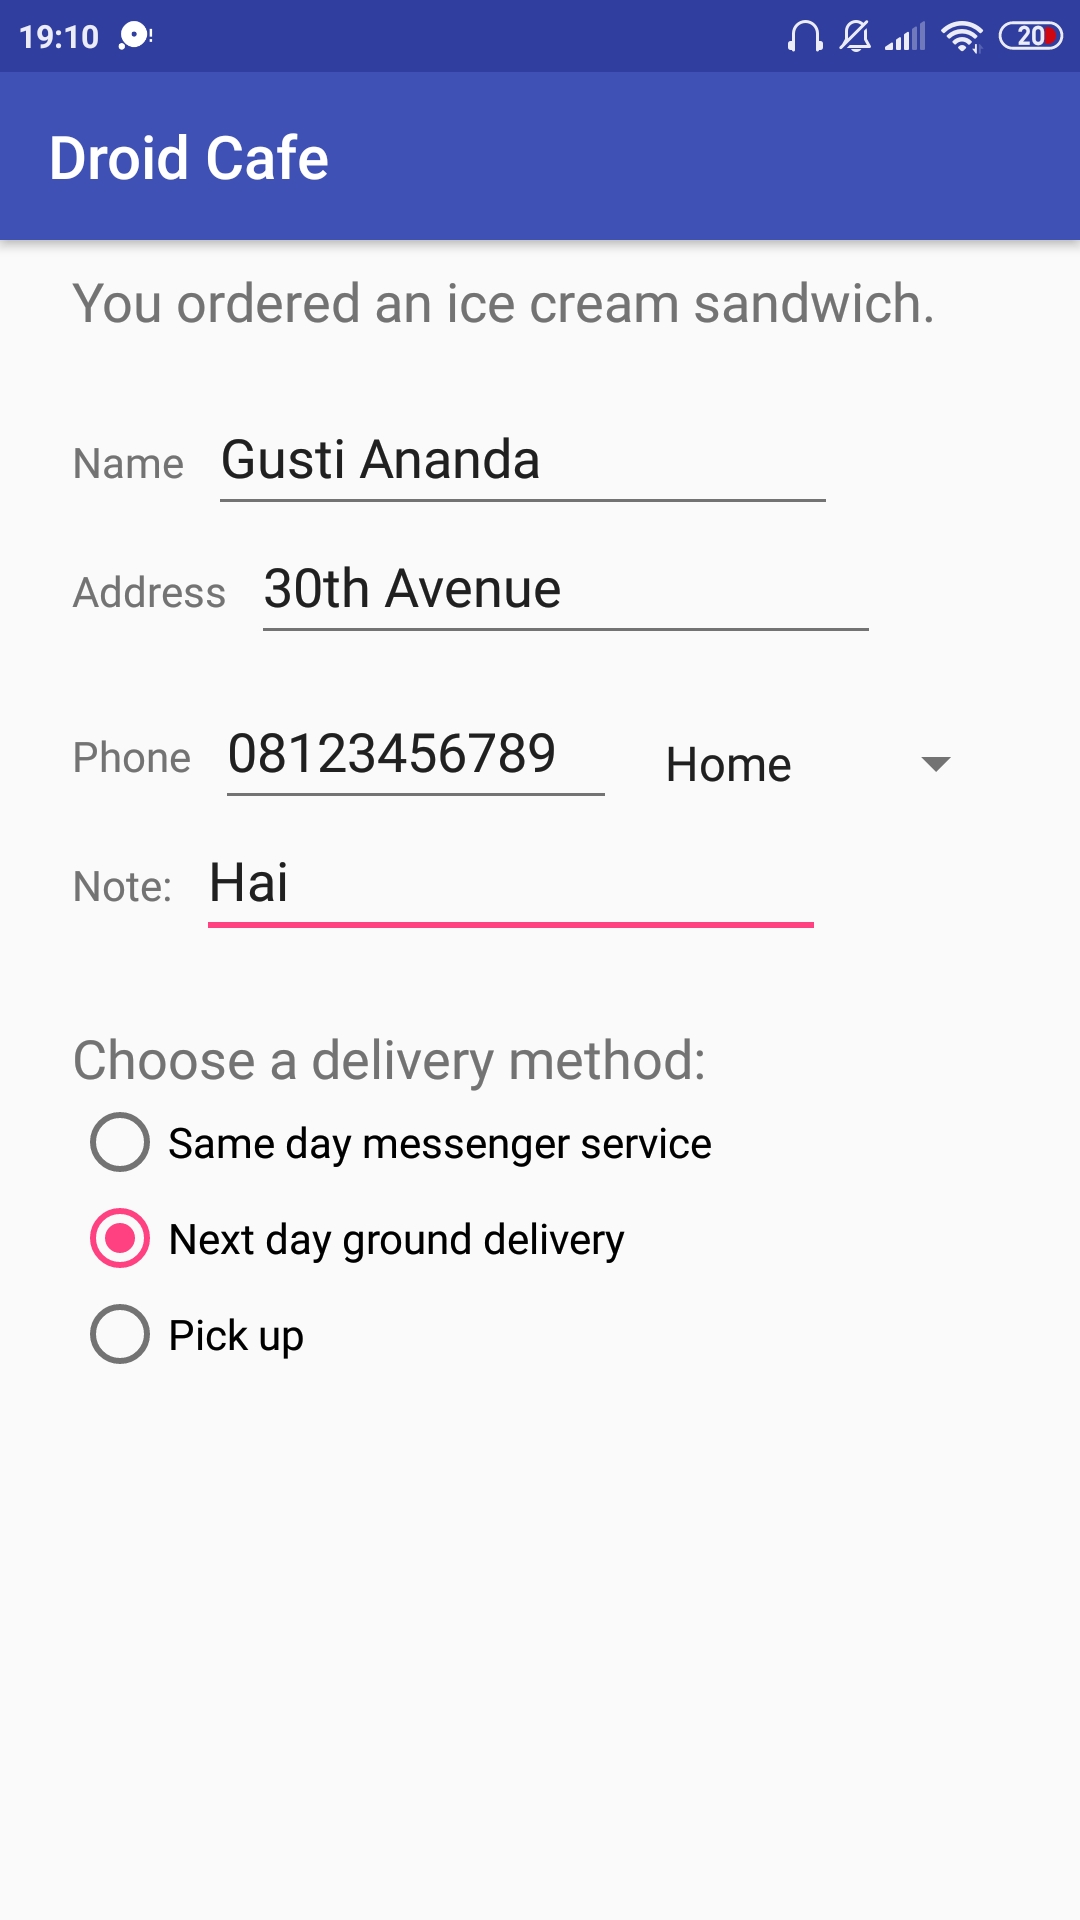 19:10
20
Droid Cafe
You ordered an ice cream sandwich.
Name Gusti Ananda
Address 30th Avenue
Phone 08123456789 Home
Note: Hai
Choose a delivery method:
Same day messenger service
Next day ground delivery
Pick up